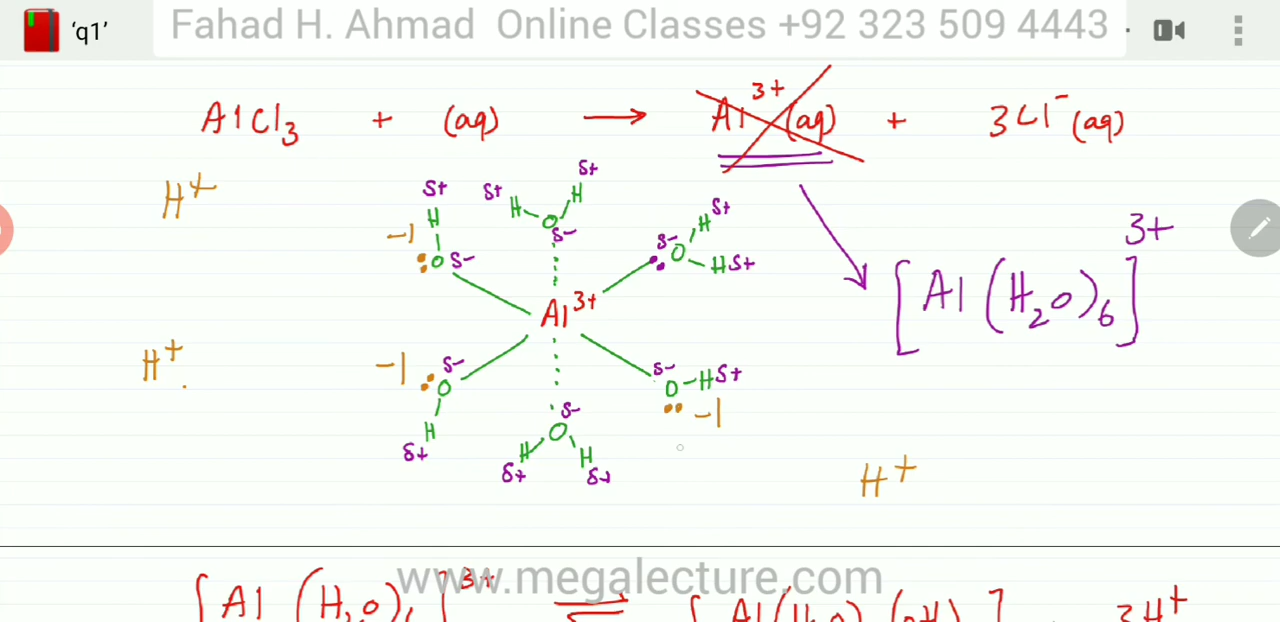 'q1'
Fahad H. Ahmad Online Classes +92 323 509 4443
AlCl3 + (aq) → Al3+(aq) + 3Cl-(aq)
H+
δ+ δ+ δ+
H H H δ+
-1 O δ- O δ- δ- O H
H δ+
3+
Al3+
[Al(H2O)6]
H+
-1 δ- O δ- O-H δ+
-1
δ-
H O
δ+ H H
δ+ δ+
H+
www.megalecture.com
[Al(H2O) ]3+ ⇌ [Al(H2O) (OH) ] 3H+